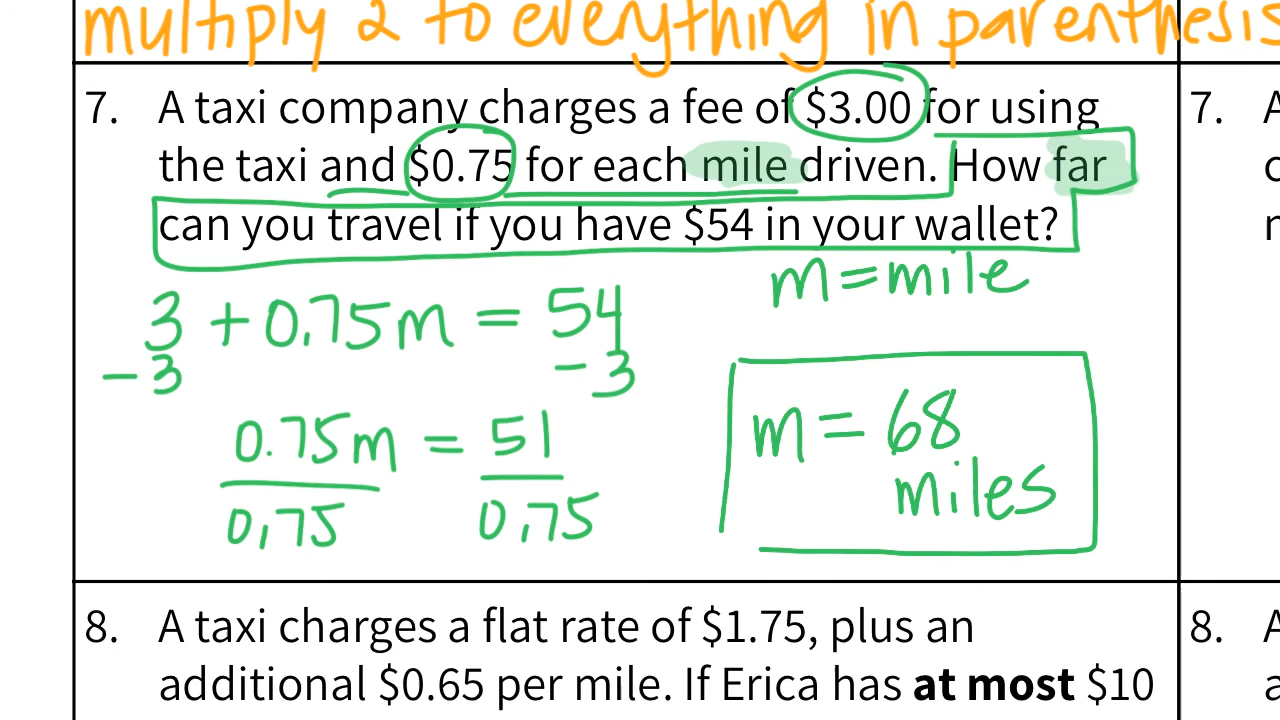 multiply 2 to everything in parenthesis
7. A taxi company charges a fee of $3.00 for using
the taxi and $0.75 for each mile driven. How far
can you travel if you have $54 in your wallet?
m = mile
3 + 0.75m = 54
-3 -3
0.75m = 51
0.75 0.75
m = 68
miles
8. A taxi charges a flat rate of $1.75, plus an
additional $0.65 per mile. If Erica has at most $10
7.
8.